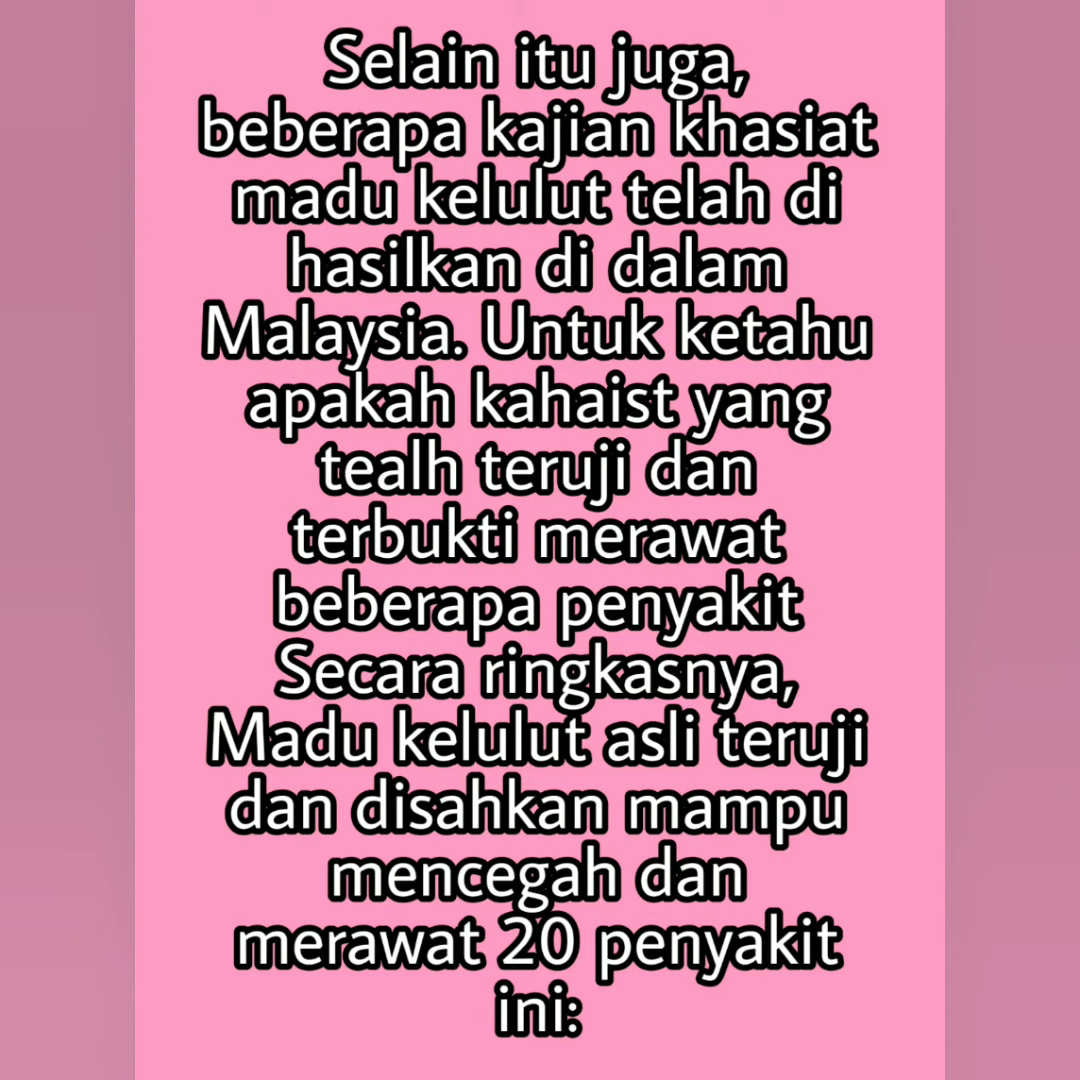 Selain itu juga,
beberapa kajian khasiat
madu kelulut telah di
hasilkan di dalam
Malaysia. Untuk ketahu
apakah kahaist yang
tealh teruji dan
terbukti merawat
beberapa penyakit
Secara ringkasnya,
Madu kelulut asli teruji
dan disahkan mampu
mencegah dan
merawat 20 penyakit
ini: